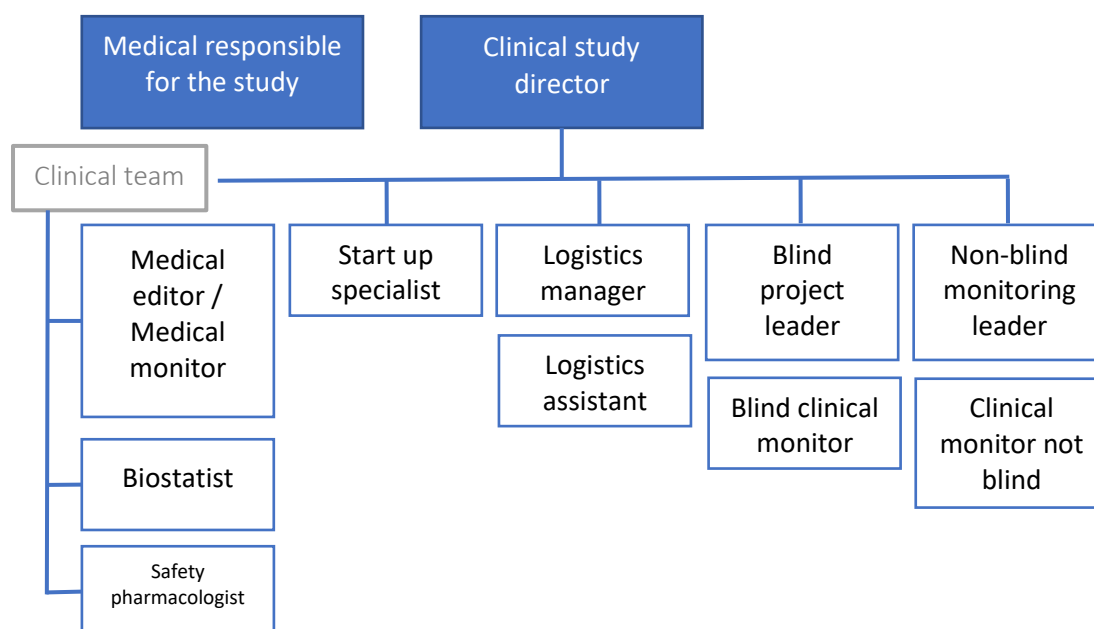 Medical responsible
for the study
Clinical study
director
Clinical team
Medical
editor /
Medical
monitor
Start up
specialist
Logistics
manager
Blind
project
leader
Non-blind
monitoring
leader
Logistics
assistant
Blind clinical
monitor
Clinical
monitor not
blind
Biostatist
Safety
pharmacologist